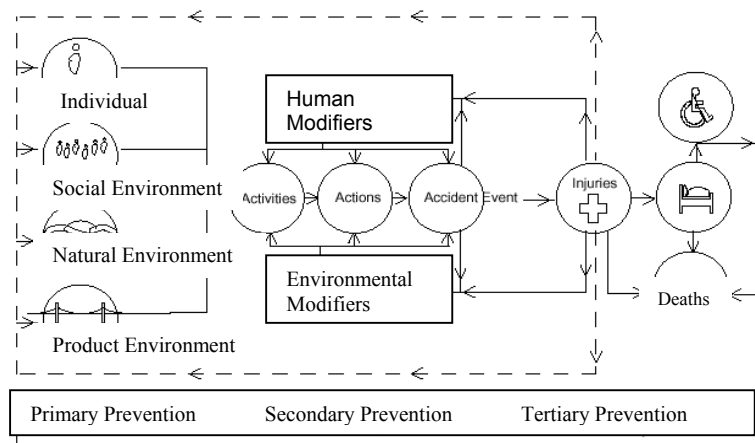 Individual
Social Environment
Natural Environment
Product Environment
Human
Modifiers
Activities
Actions
Accident Event
Injuries
Environmental
Modifiers
Deaths
Primary Prevention Secondary Prevention Tertiary Prevention